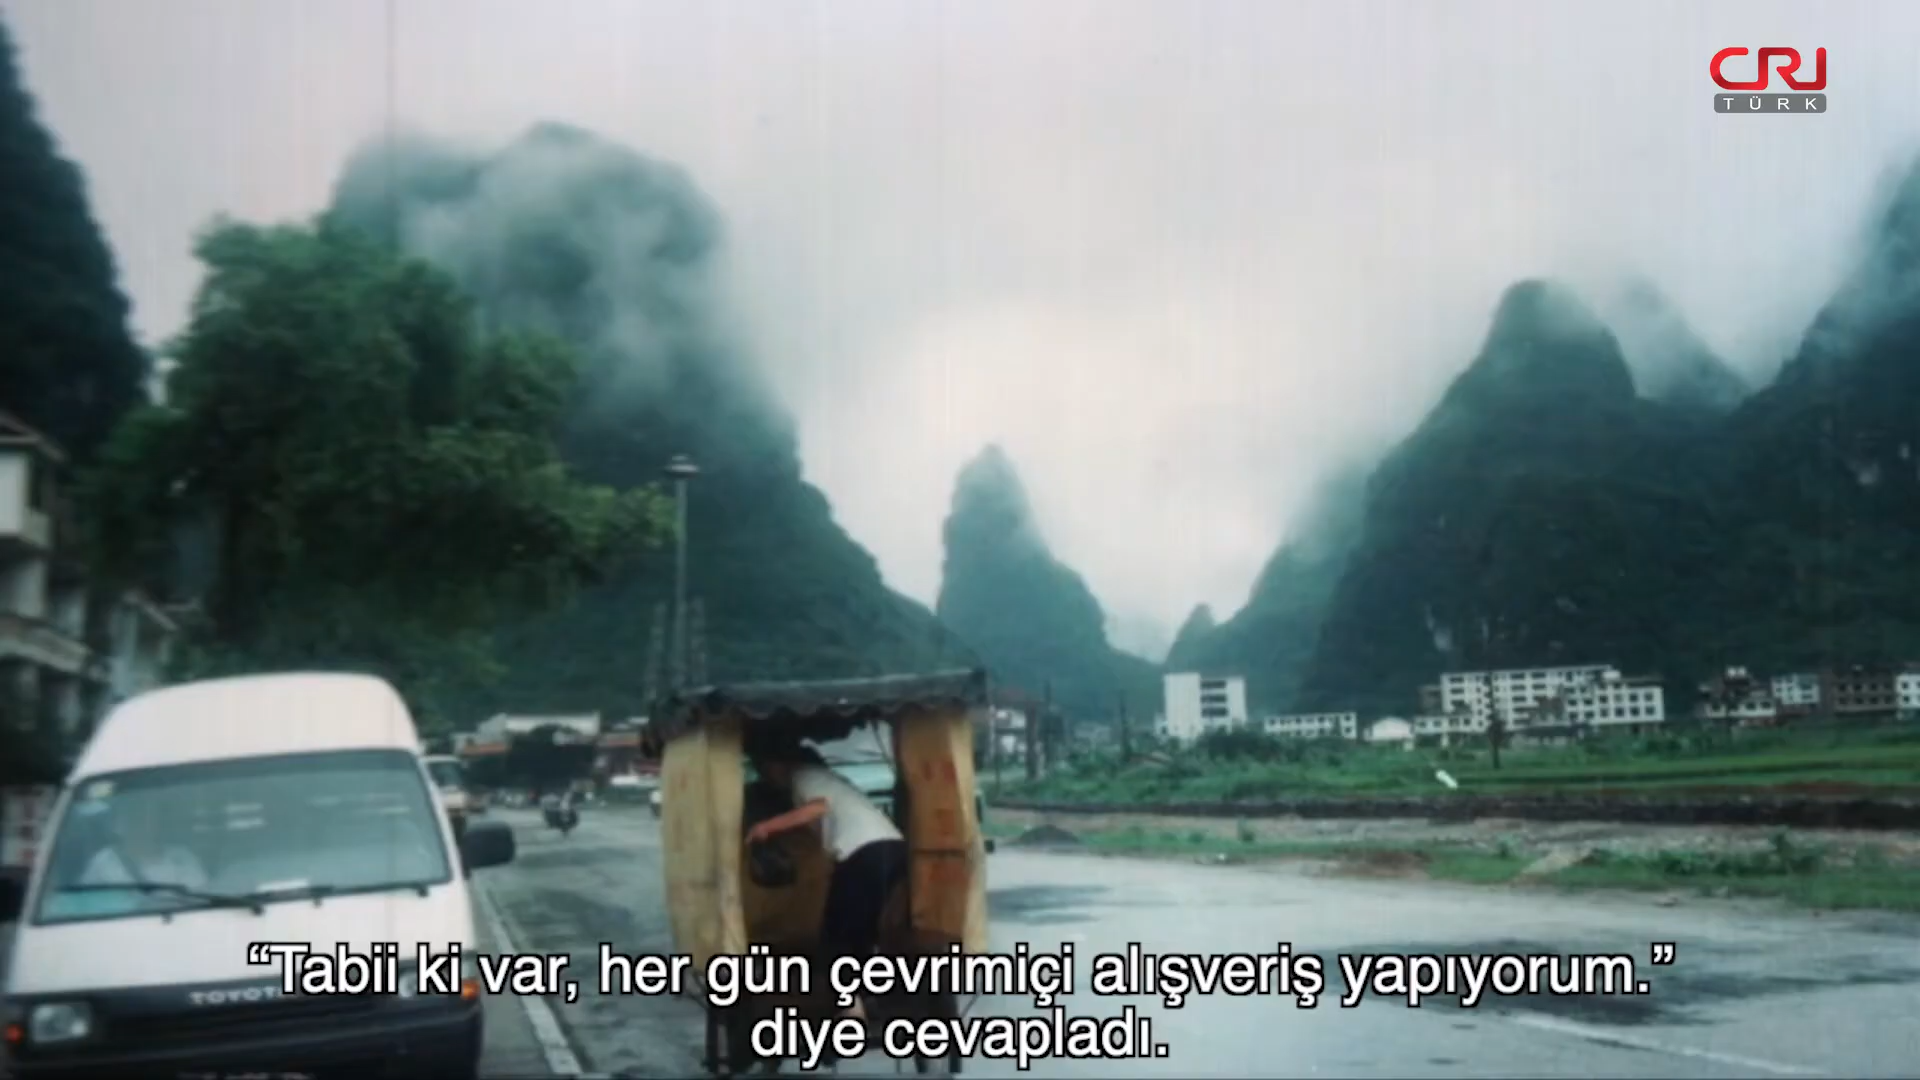 CRI
TÜRK
TOYOTA
“Tabii ki var, her gün çevrimiçi alışveriş yapıyorum.”
diye cevapladı.